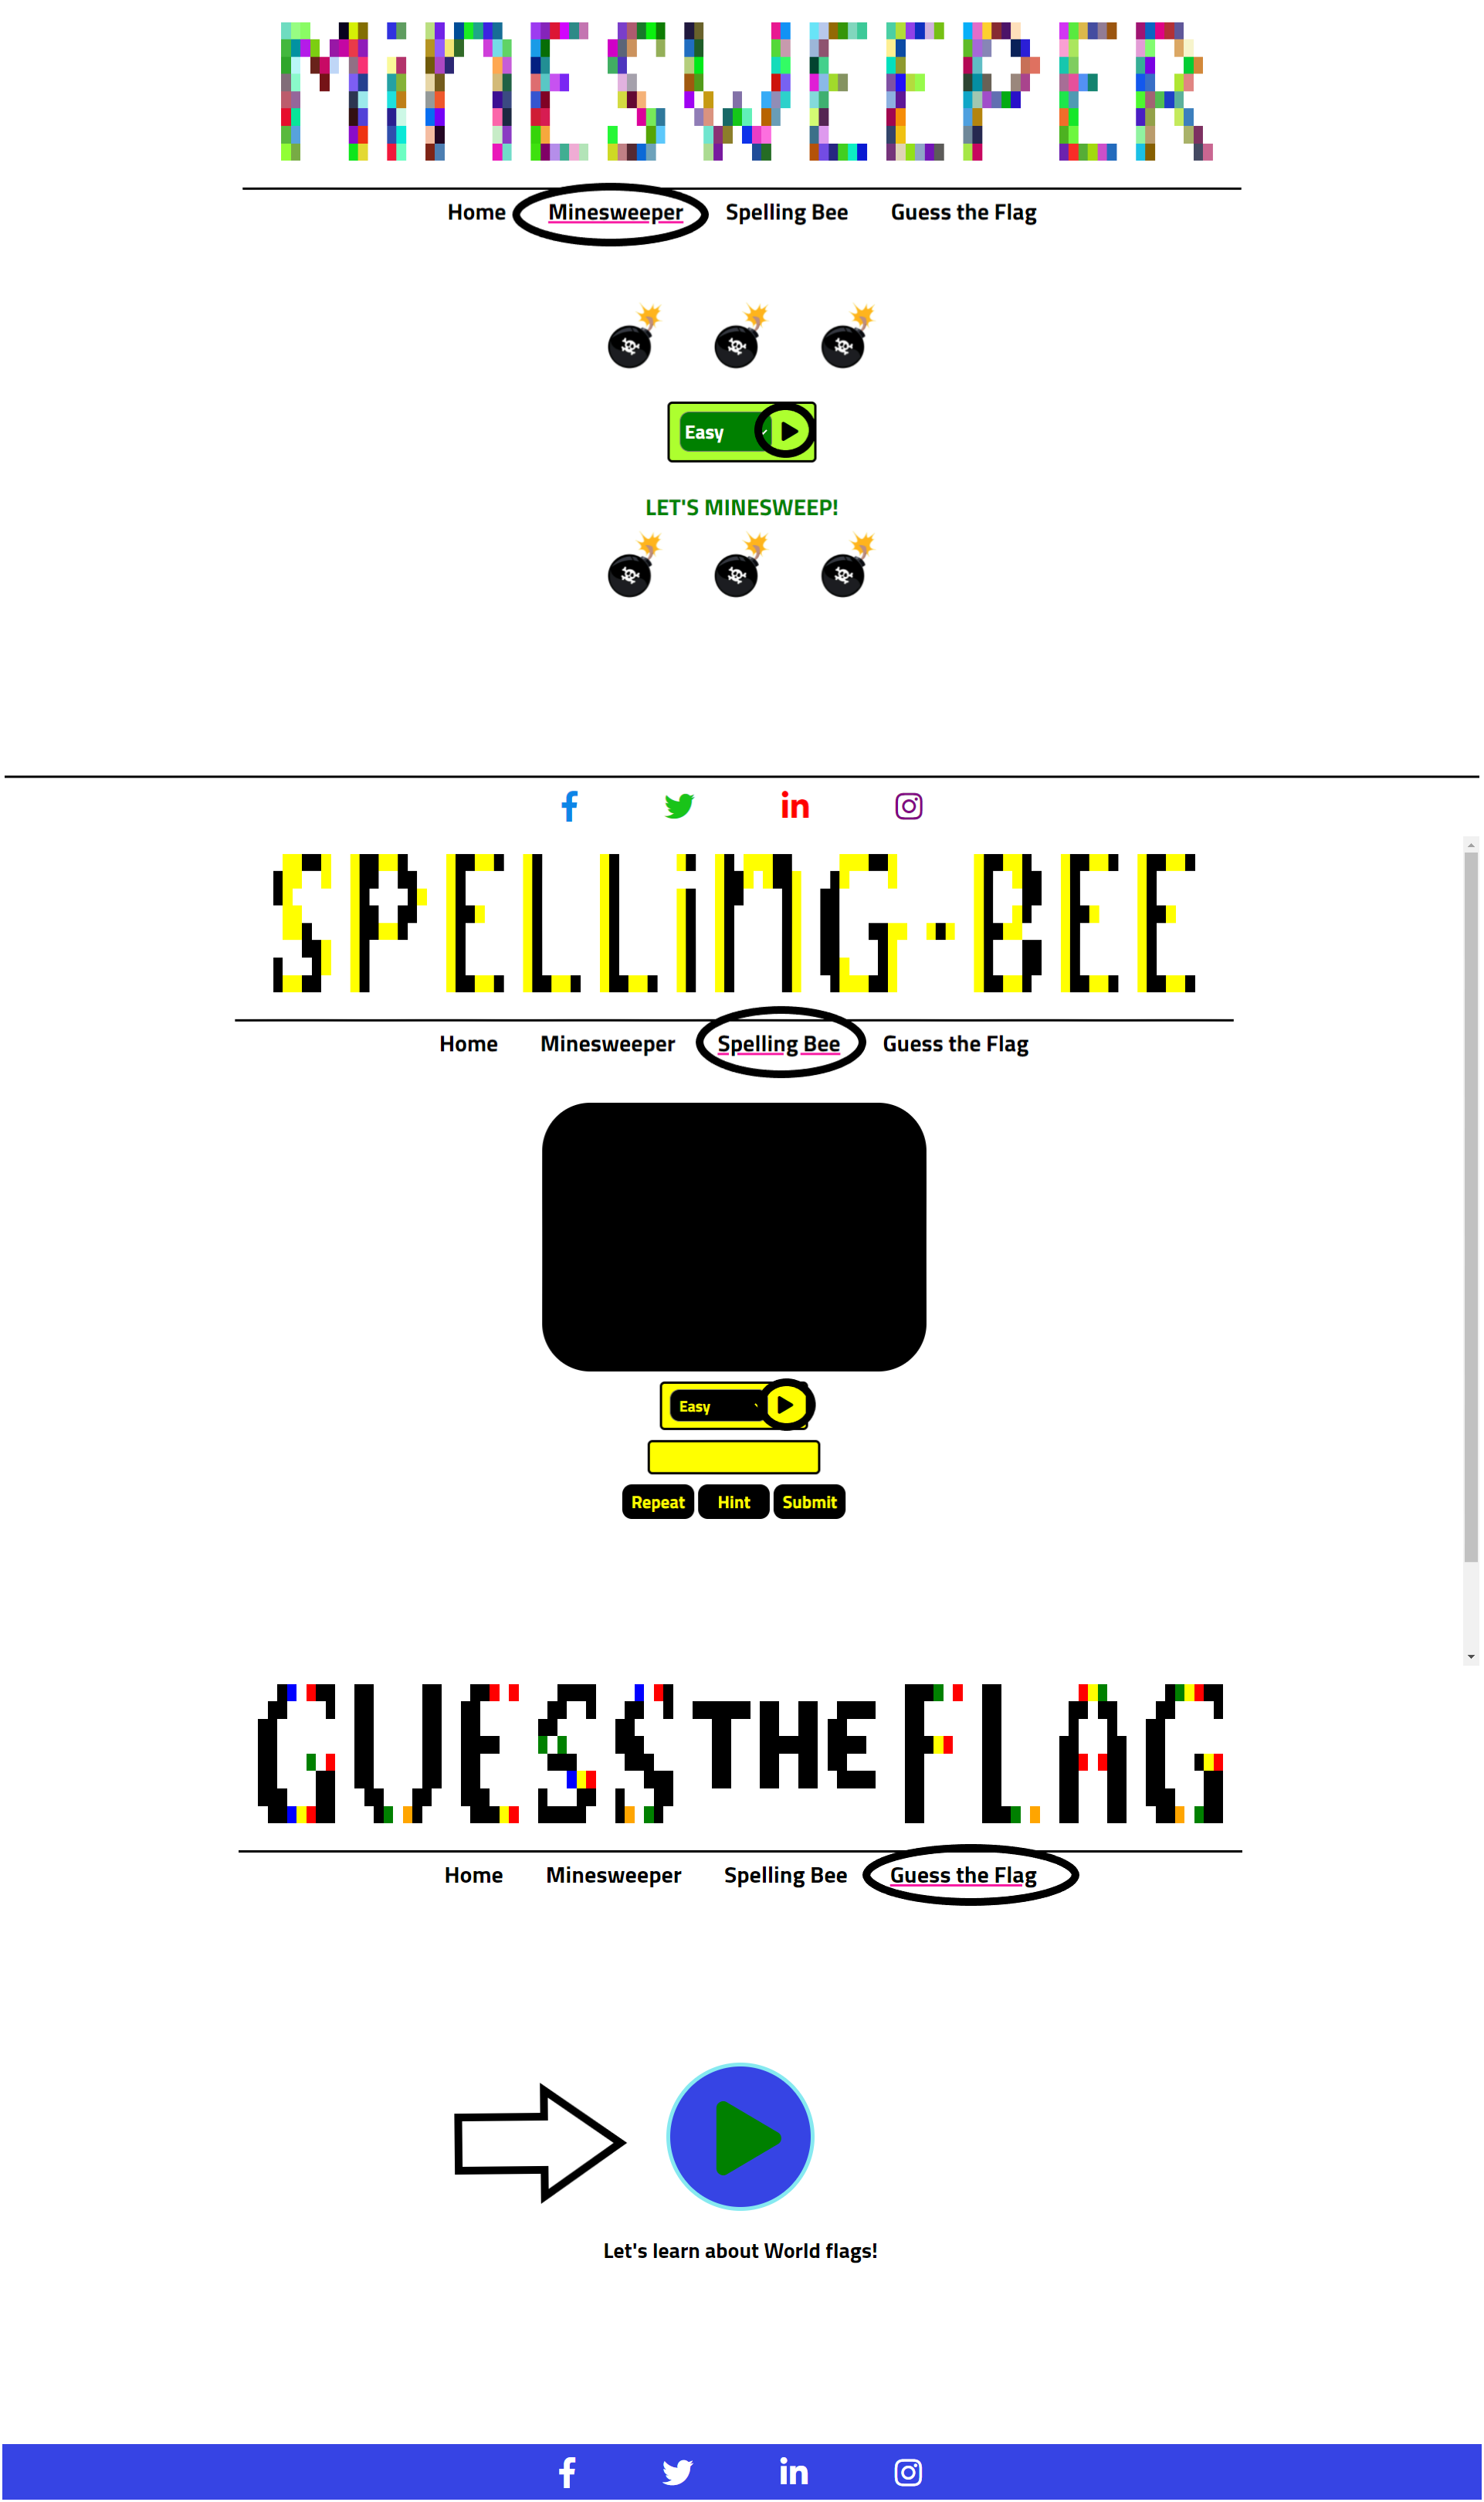 MiNESWEEPER
Home Minesweeper Spelling Bee Guess the Flag
Easy
LET'S MINESWEEP!
SPELLiNG-BEE
Home Minesweeper Spelling Bee Guess the Flag
Easy
Repeat Hint Submit
GUESS THE FLAG
Home Minesweeper Spelling Bee Guess the Flag
Let's learn about World flags!